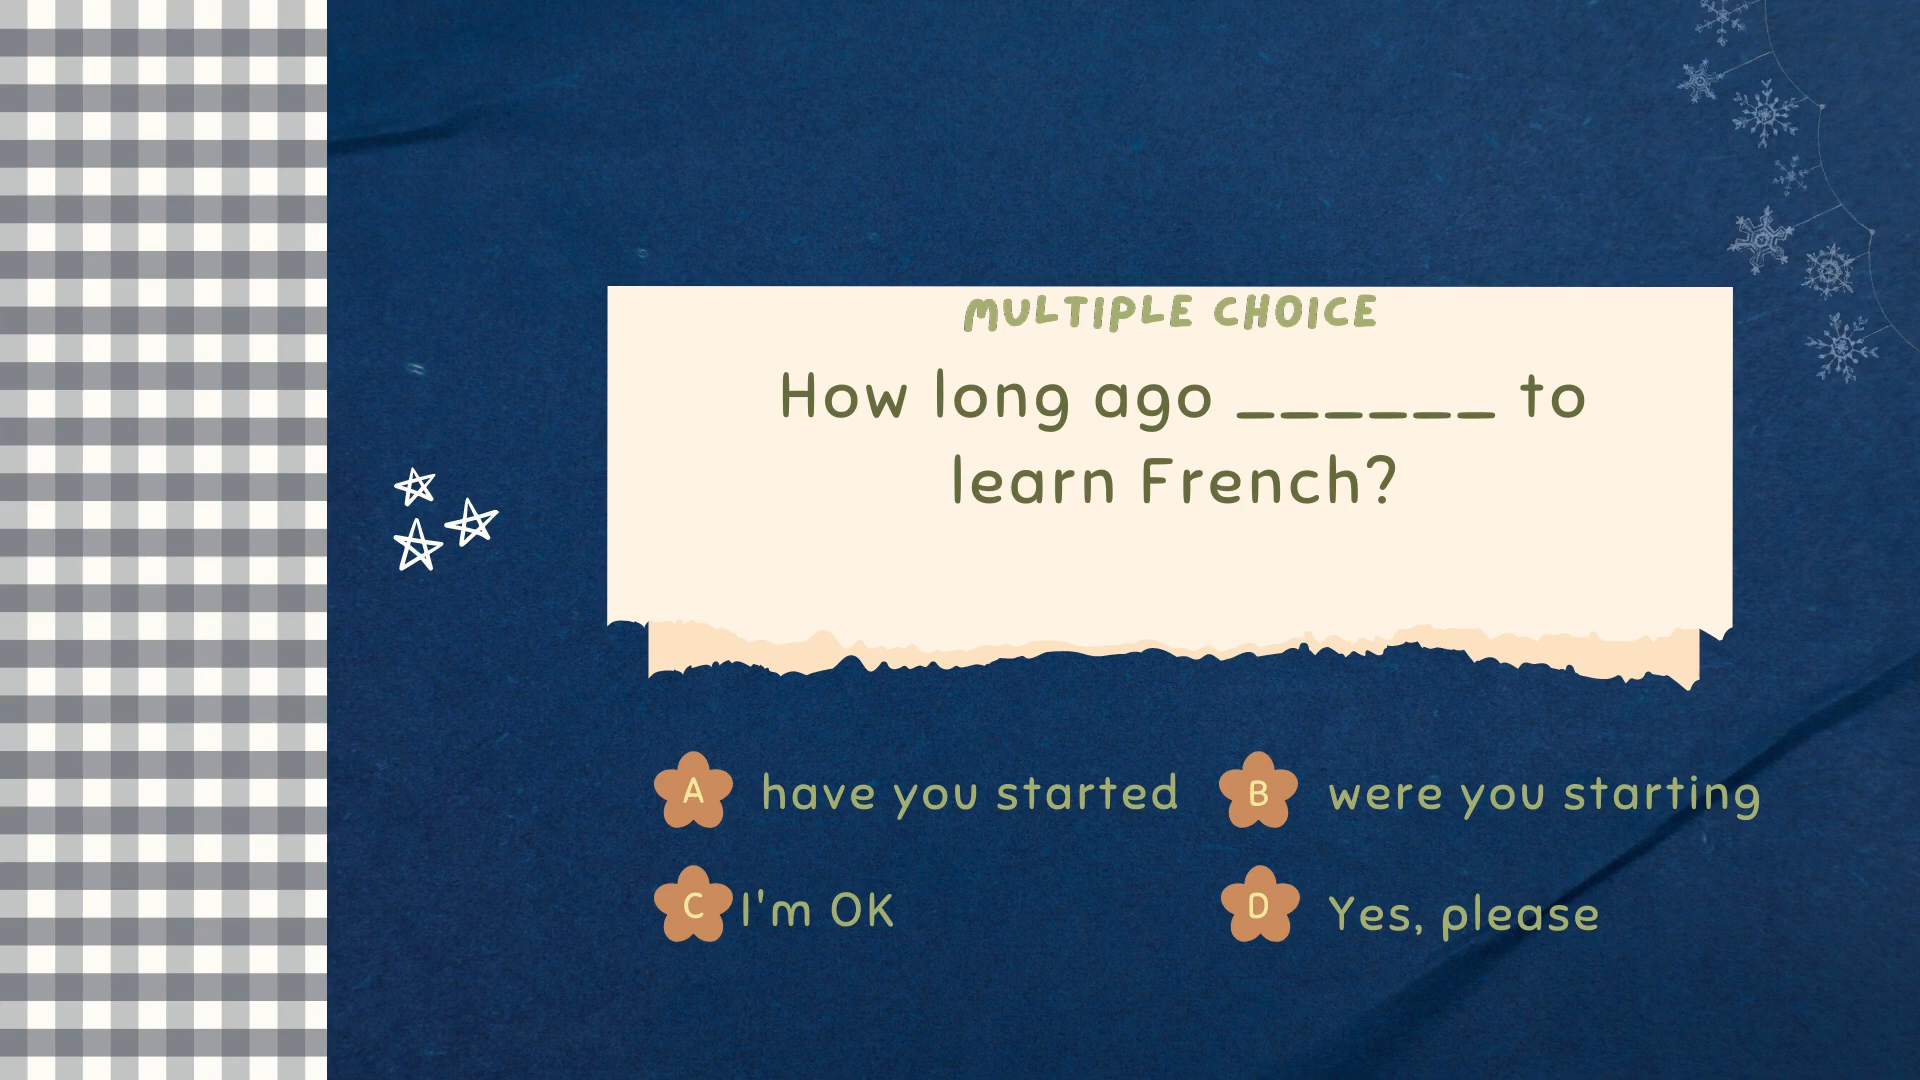 MULTIPLE CHOICE
How long ago ______ to
learn French?
A have you started
B were you starting
C I'm OK
D Yes, please